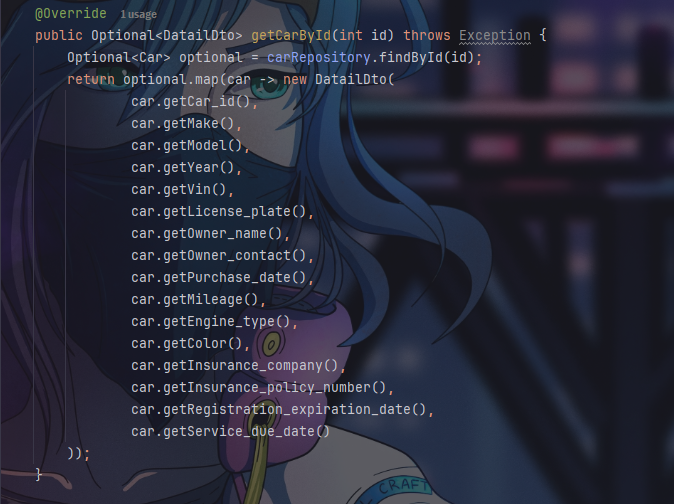 @Override 1 usage
public Optional<DatailDto> getCarById(int id) throws Exception {
    Optional<Car> optional = carRepository.findById(id);
    return optional.map(car -> new DatailDto(
            car.getCar_id(),
            car.getMake(),
            car.getModel(),
            car.getYear(),
            car.getVin(),
            car.getLicense_plate(),
            car.getOwner_name(),
            car.getOwner_contact(),
            car.getPurchase_date(),
            car.getMileage(),
            car.getEngine_type(),
            car.getColor(),
            car.getInsurance_company(),
            car.getInsurance_policy_number(),
            car.getRegistration_expiration_date(),
            car.getService_due_date()
    ));
}
CRAFT